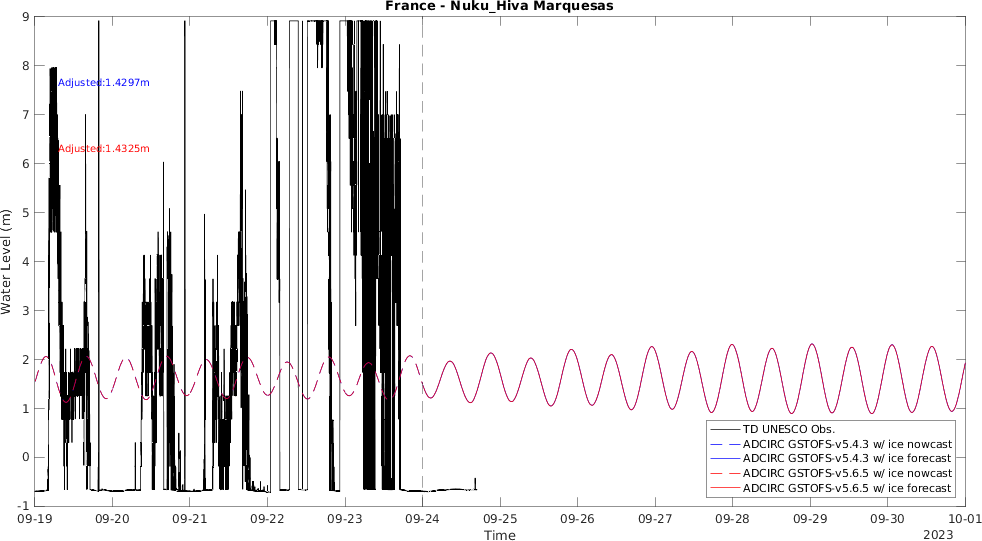 France - Nuku_Hiva Marquesas
9
8
7
6
5
4
3
2
1
0
-1
Water Level (m)
Adjusted:1.4297m
Adjusted:1.4325m
TD UNESCO Obs.
ADCIRC GSTOFS-v5.4.3 w/ ice nowcast
ADCIRC GSTOFS-v5.4.3 w/ ice forecast
ADCIRC GSTOFS-v5.6.5 w/ ice nowcast
ADCIRC GSTOFS-v5.6.5 w/ ice forecast
09-19 09-20 09-21 09-22 09-23 09-24 09-25 09-26 09-27 09-28 09-29 09-30 10-01
Time
2023